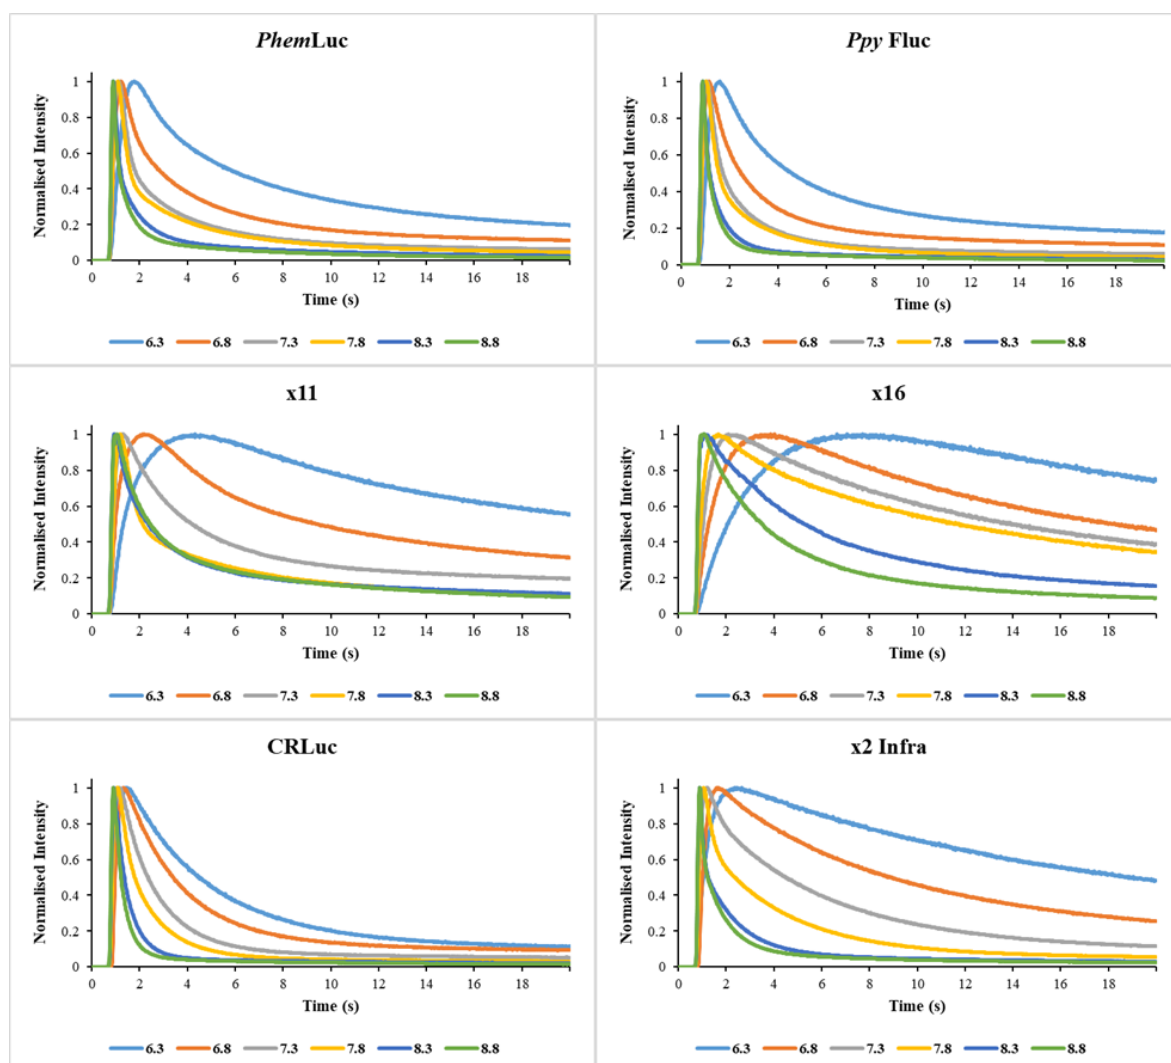 PhemLuc
Normalised Intensity
1
0.8
0.6
0.4
0.2
0
0 2 4 6 8 10 12 14 16 18
Time (s)
6.3 6.8 7.3 7.8 8.3 8.8
Ppy Fluc
Normalised Intensity
1
0.8
0.6
0.4
0.2
0
0 2 4 6 8 10 12 14 16 18
Time (s)
6.3 6.8 7.3 7.8 8.3 8.8
x11
Normalised Intensity
1
0.8
0.6
0.4
0.2
0
0 2 4 6 8 10 12 14 16 18
Time (s)
6.3 6.8 7.3 7.8 8.3 8.8
x16
Normalised Intensity
1
0.8
0.6
0.4
0.2
0
0 2 4 6 8 10 12 14 16 18
Time (s)
6.3 6.8 7.3 7.8 8.3 8.8
CRLuc
Normalised Intensity
1
0.8
0.6
0.4
0.2
0
0 2 4 6 8 10 12 14 16 18
Time (s)
6.3 6.8 7.3 7.8 8.3 8.8
x2 Infra
Normalised Intensity
1
0.8
0.6
0.4
0.2
0
0 2 4 6 8 10 12 14 16 18
Time (s)
6.3 6.8 7.3 7.8 8.3 8.8